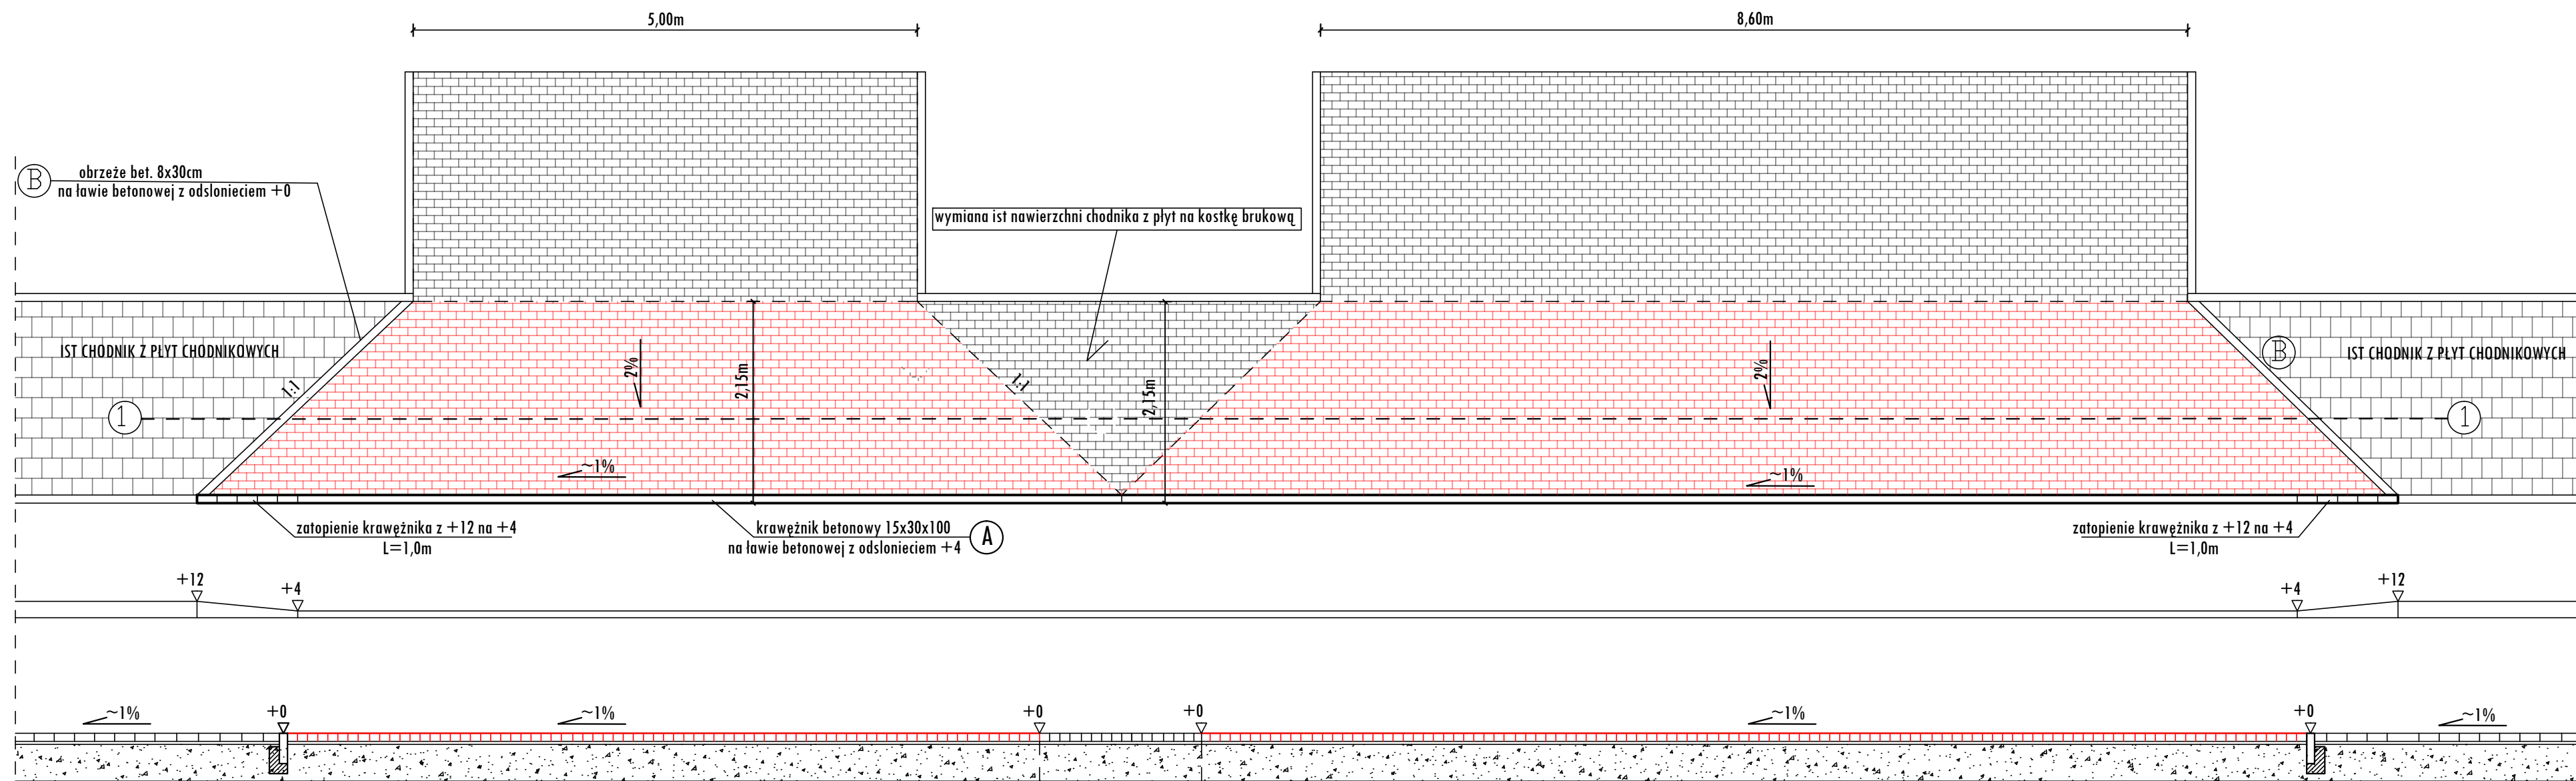 5,00m
8,60m
B
obrzeże bet. 8x30cm
na ławie betonowej z odslonieciem +0
wymiana ist nawierzchni chodnika z płyt na kostkę brukową
IST CHODNIK Z PŁYT CHODNIKOWYCH
1:1
2%
2,15m
1:1
2,15m
2%
B
IST CHODNIK Z PŁYT CHODNIKOWYCH
1
1
~1%
~1%
zatopienie krawężnika z +12 na +4
L=1,0m
krawężnik betonowy 15x30x100
na ławie betonowej z odslonieciem +4
A
zatopienie krawężnika z +12 na +4
L=1,0m
+12
+4
+4
+12
~1%
+0
~1%
+0
+0
~1%
+0
~1%